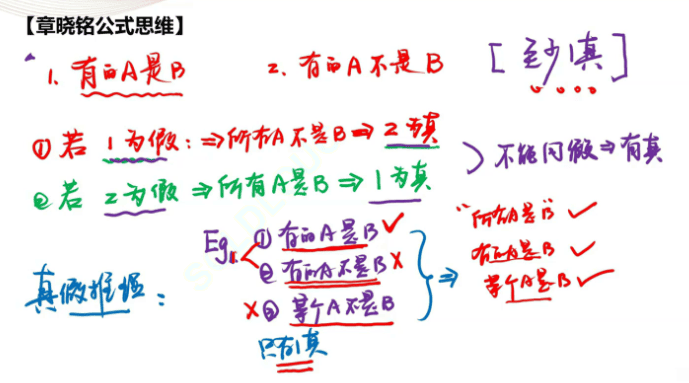 【章晓铭公式思维】
1. 有的A是B 2. 有的A不是B [至少1真]
①若 1为假:⇒所有A不是B⇒2为真
②若 2为假⇒所有A是B⇒1为真
不能同假⇒有真
Eg. ①有的A是B✓
②有的A不是B×
×③某个A不是B
只有1真
⇒
"所有A是B"✓
有的A是B✓
某个A是B✓
真假推理: